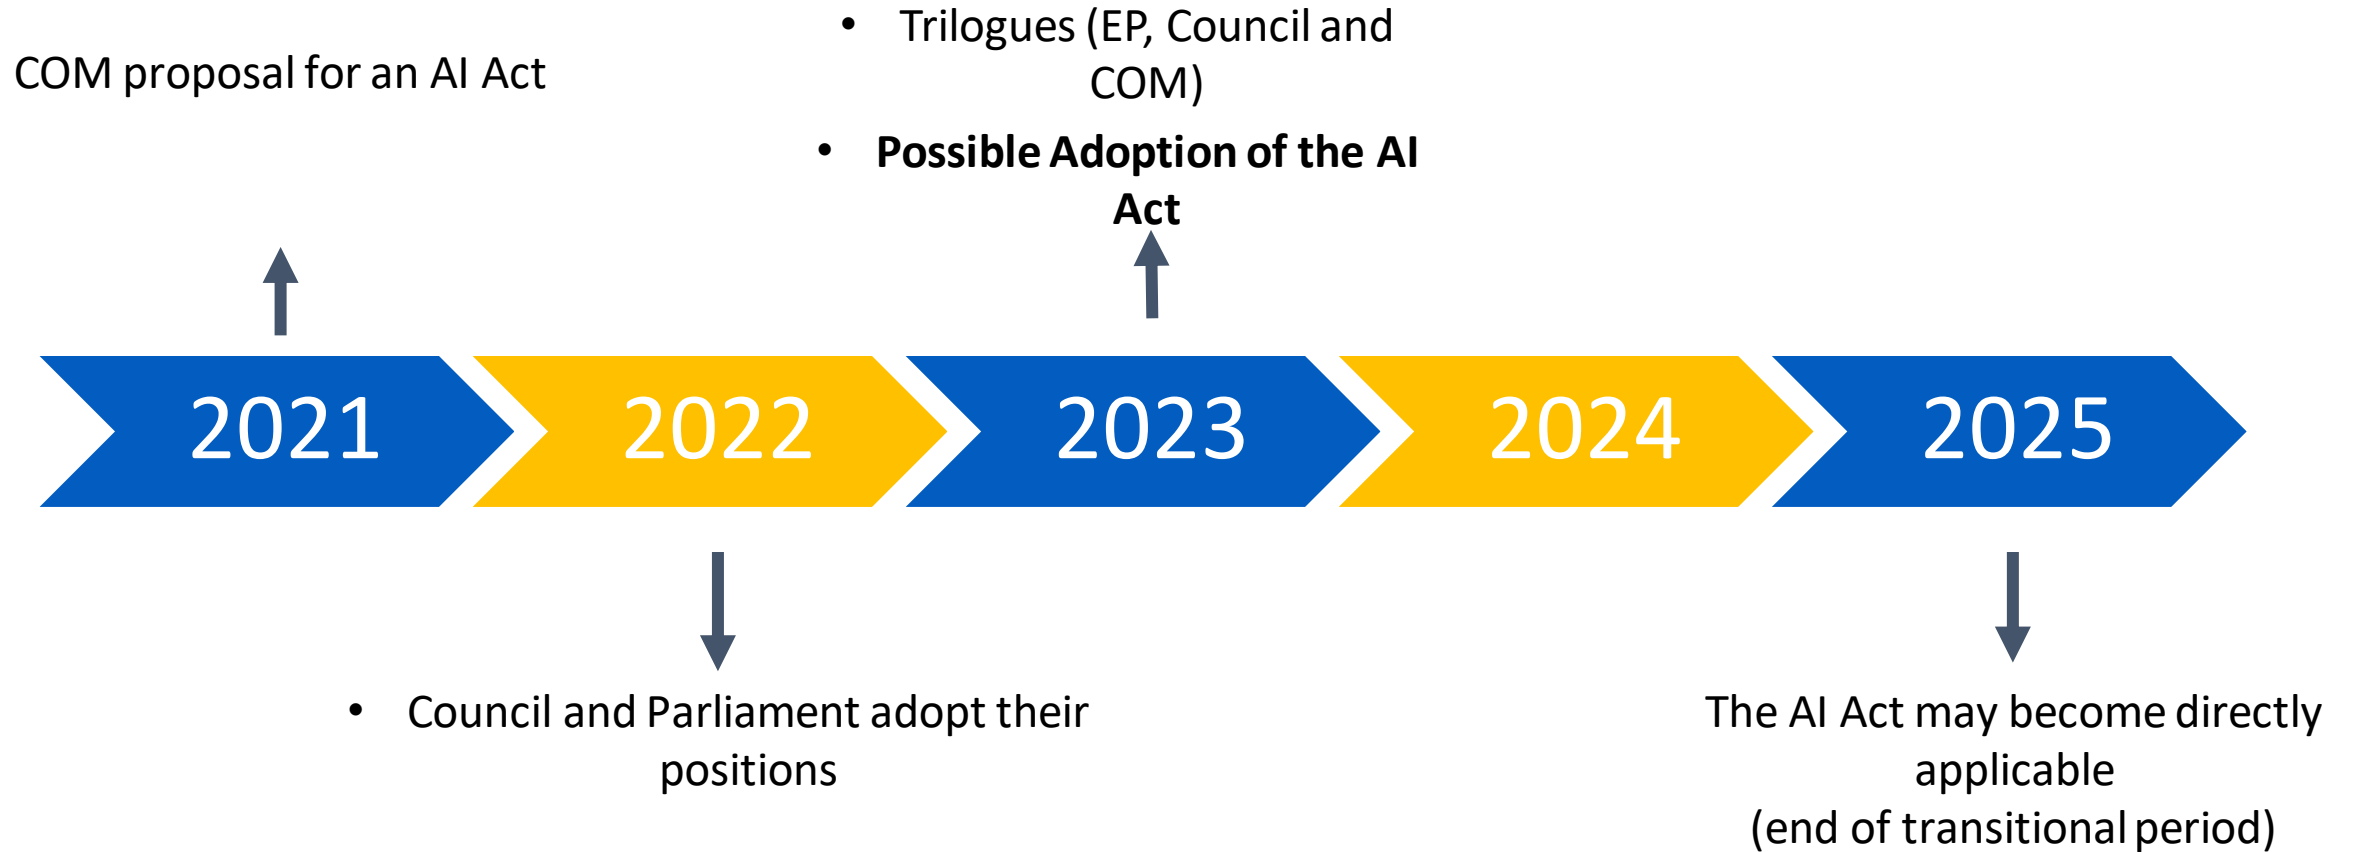 COM proposal for an AI Act
• Trilogues (EP, Council and
COM)
• Possible Adoption of the AI
Act
2021
2022
2023
2024
2025
• Council and Parliament adopt their
positions
The AI Act may become directly
applicable
(end of transitional period)